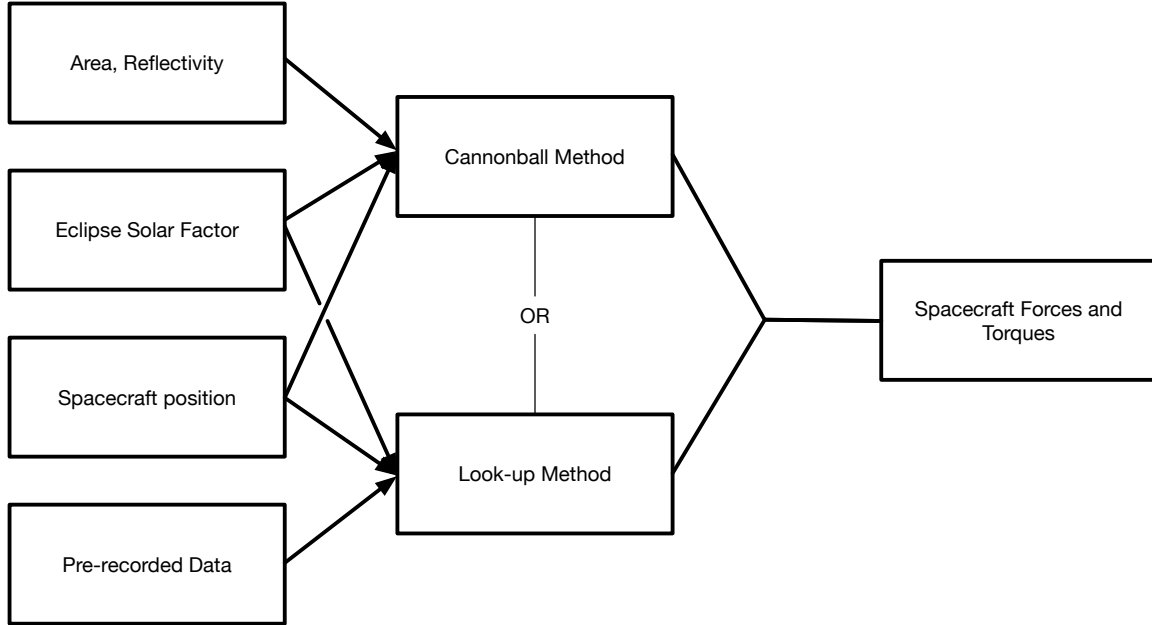 Area, Reflectivity
Eclipse Solar Factor
Spacecraft position
Pre-recorded Data
Cannonball Method
OR
Look-up Method
Spacecraft Forces and
Torques